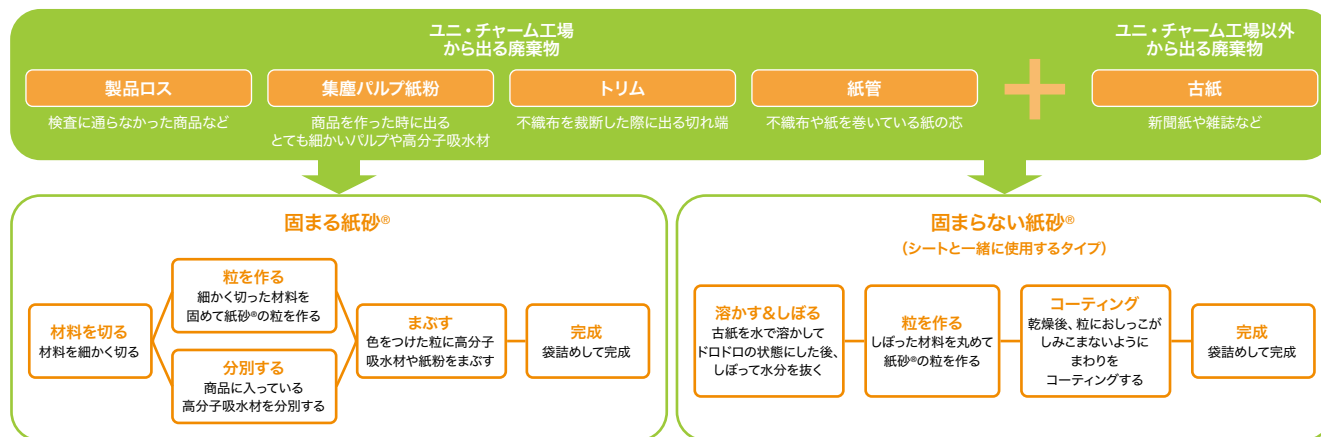 ユニ・チャーム工場
から出る廃棄物
ユニ・チャーム工場以外
から出る廃棄物
製品ロス
検査に通らなかった商品など
集塵パルプ紙粉
商品を作った時に出る
とても細かいパルプや高分子吸水材
トリム
不織布を裁断した際に出る切れ端
紙管
不織布や紙を巻いている紙の芯
古紙
新聞紙や雑誌など
固まる紙砂®
材料を切る
材料を細かく切る
粒を作る
細かく切った材料を
固めて紙砂®の粒を作る
分別する
商品に入っている
高分子吸水材を分別する
まぶす
色をつけた粒に高分子
吸水材や紙粉をまぶす
完成
袋詰めして完成
固まらない紙砂®
（シートと一緒に使用するタイプ）
溶かす&しぼる
古紙を水で溶かして
ドロドロの状態にした後、
しぼって水分を抜く
粒を作る
しぼった材料を丸めて
紙砂®の粒を作る
コーティング
乾燥後、粒におしっこが
しみこまないように
まわりを
コーティングする
完成
袋詰めして完成